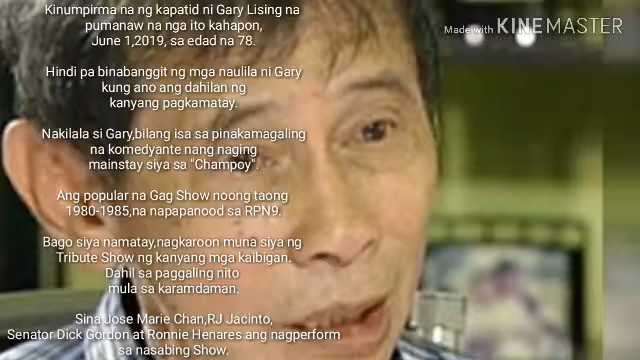 Kinumpirma na ng kapatid ni Gary Lising na
pumanaw na nga ito kahapon,
June 1,2019, sa edad na 78.
Made with KINEMASTER
Hindi pa binabanggit ng mga naulila ni Gary
kung ano ang dahilan ng
kanyang pagkamatay.
Nakilala si Gary,bilang isa sa pinakamagaling
na komedyante nang naging
mainstay siya sa "Champoy".
Ang popular na Gag Show noong taong
1980-1985,na napapanood sa RPN9.
Bago siya namatay,nagkaroon muna siya ng
Tribute Show ng kanyang mga kaibigan.
Dahil sa paggaling nito
mula sa karamdaman.
Sina Jose Marie Chan,RJ Jacinto,
Senator Dick Gordon at Ronnie Henares ang nagperform
sa nasabing Show.